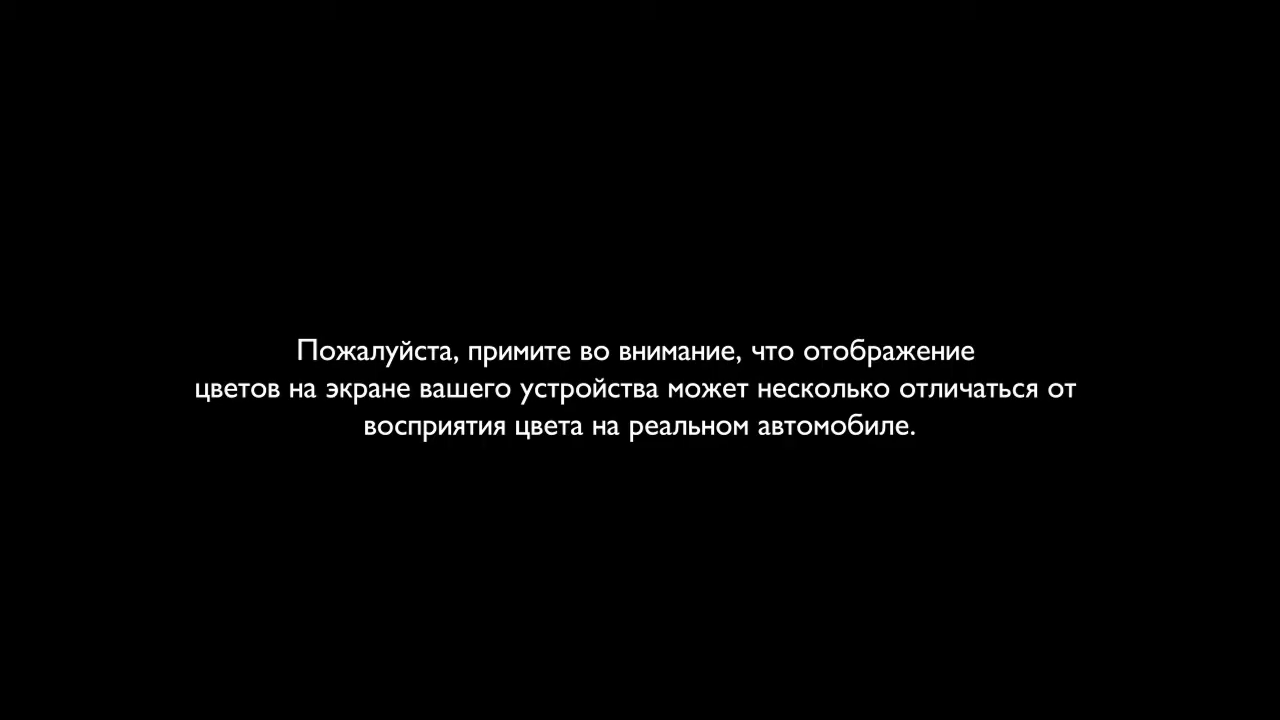 Пожалуйста, примите во внимание, что отображение
цветов на экране вашего устройства может несколько отличаться от
восприятия цвета на реальном автомобиле.